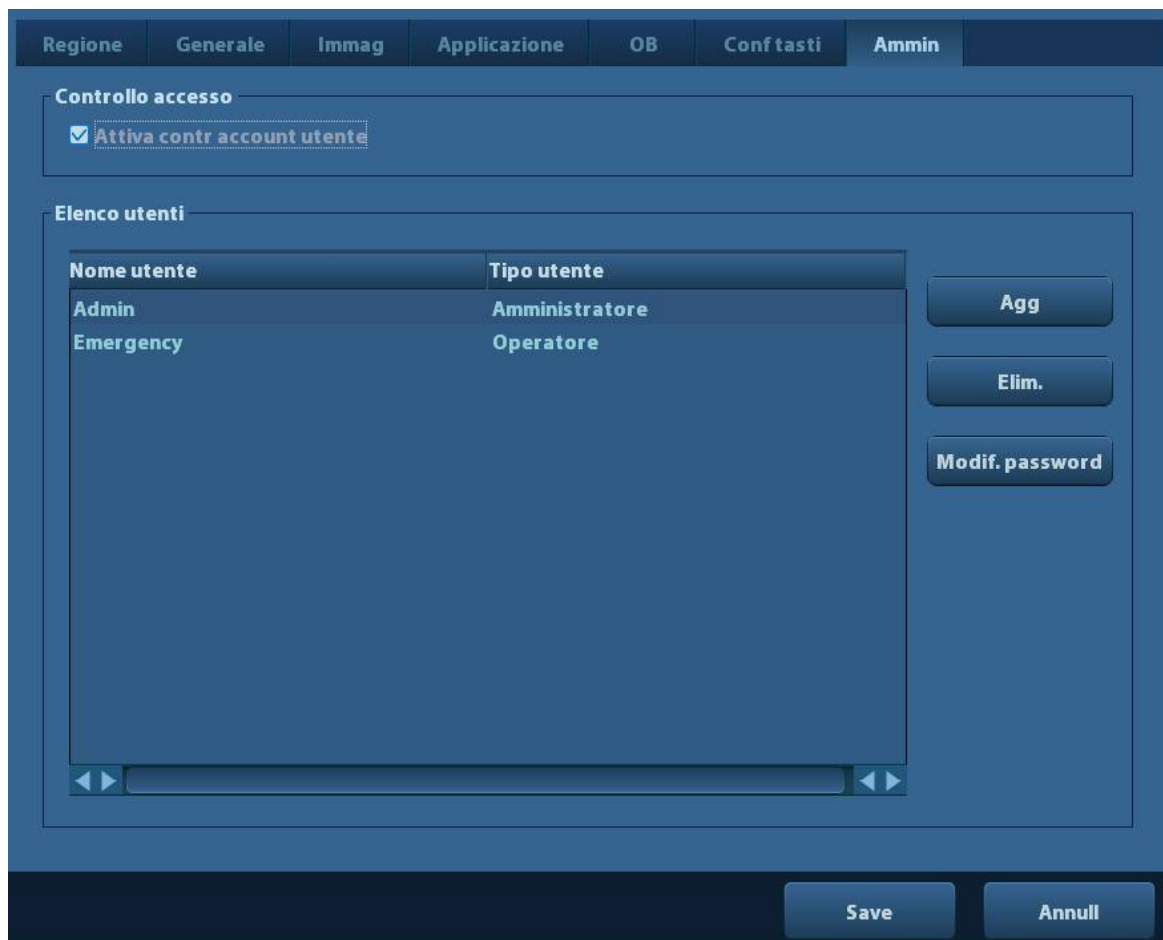 Regione Generale Immag Applicazione OB Conf tasti Ammin
Controllo accesso
Attiva contr account utente
Elenco utenti
Nome utente Tipo utente
Admin Amministratore
Emergency Operatore
Agg
Elim.
Modif. password
Save Annull